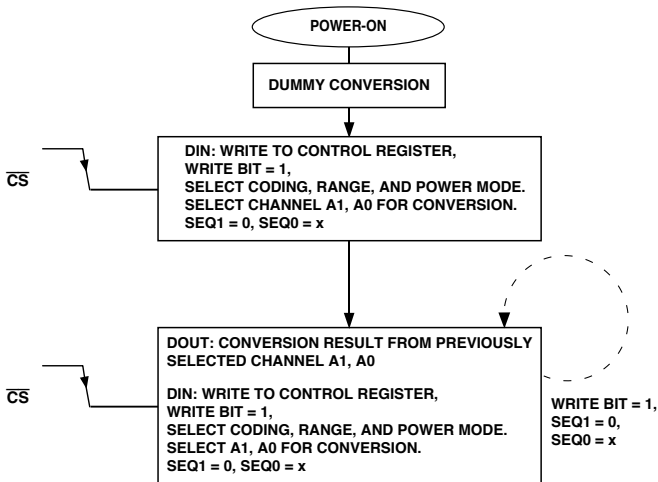 POWER-ON
DUMMY CONVERSION
CS
DIN: WRITE TO CONTROL REGISTER,
WRITE BIT = 1,
SELECT CODING, RANGE, AND POWER MODE.
SELECT CHANNEL A1, A0 FOR CONVERSION.
SEQ1 = 0, SEQ0 = x
CS
DOUT: CONVERSION RESULT FROM PREVIOUSLY
SELECTED CHANNEL A1, A0
DIN: WRITE TO CONTROL REGISTER,
WRITE BIT = 1,
SELECT CODING, RANGE, AND POWER MODE.
SELECT A1, A0 FOR CONVERSION.
SEQ1 = 0, SEQ0 = x
WRITE BIT = 1,
SEQ1 = 0,
SEQ0 = x